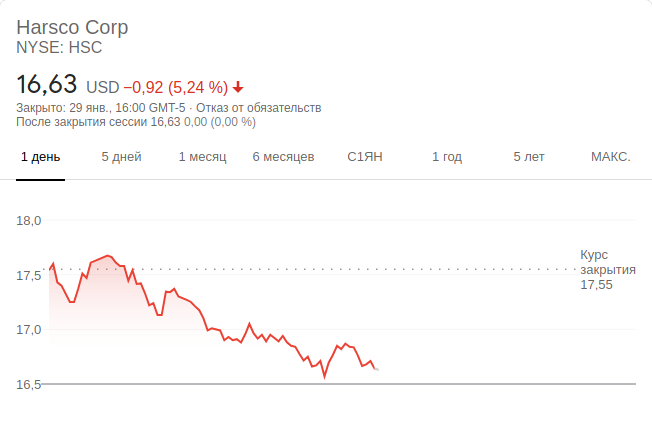 Harsco Corp
NYSE: HSC
16,63 USD −0,92 (5,24 %)
Закрыто: 29 янв., 16:00 GMT-5 · Отказ от обязательств
После закрытия сессии 16,63 0,00 (0,00 %)
1 день 5 дней 1 месяц 6 месяцев С1ЯН 1 год 5 лет МАКС.
18,0
Курс
закрытия
17,55
17,5
17,0
16,5